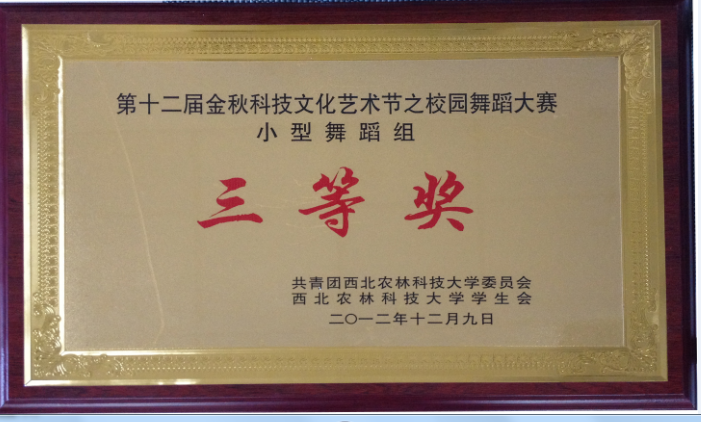 第十二届金秋科技文化艺术节之校园舞蹈大赛
小型舞蹈组
三等奖
共青团西北农林科技大学委员会
西北农林科技大学学生会
二〇一二年十二月九日